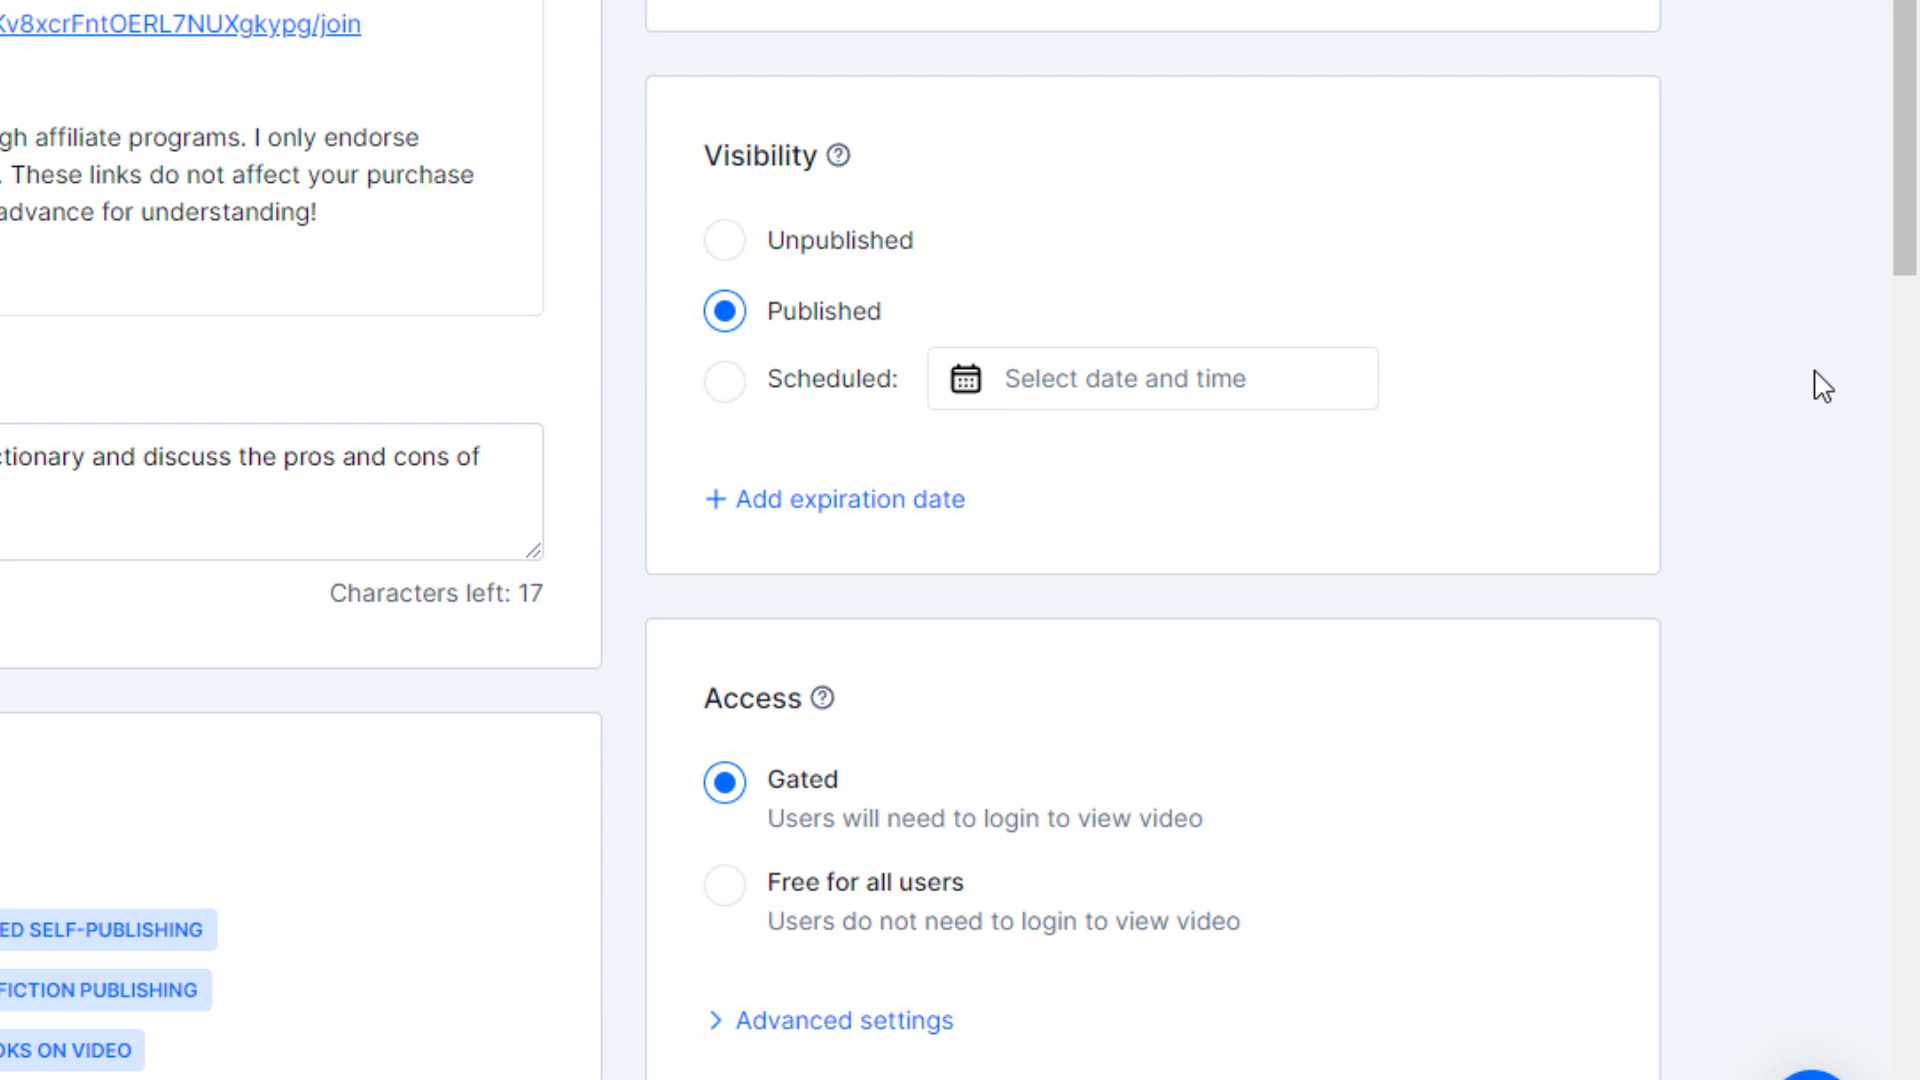 Kv8xcrFntOERL7NUXgkypg/join
gh affiliate programs. I only endorse
. These links do not affect your purchase
advance for understanding!
ctionary and discuss the pros and cons of
Characters left: 17
ED SELF-PUBLISHING
FICTION PUBLISHING
OKS ON VIDEO
Visibility
Unpublished
Published
Scheduled: Select date and time
+ Add expiration date
Access
Gated
Users will need to login to view video
Free for all users
Users do not need to login to view video
> Advanced settings